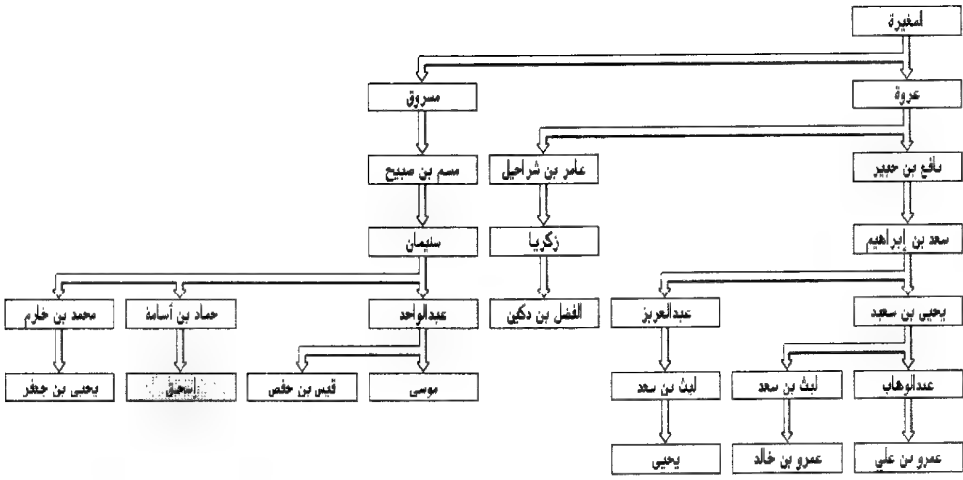 لمغيرة
عروة
مسروق
نافع بن جبير
عامر بن شراحيل
مسم بن صبيح
سعد بن إبراهيم
زكريا
سليمان
يحيى بن سعيد
عبدالعزيز
الفضل بن دكين
عبدالواحد
حماد بن أسامة
محمد بن خازم
عبدالوهاب
ليث بن سعد
ليث بن سعد
موسى
قيس بن حفص
إسحق
يحيى بن جعفر
عمرو بن علي
عمرو بن خالد
يحيى